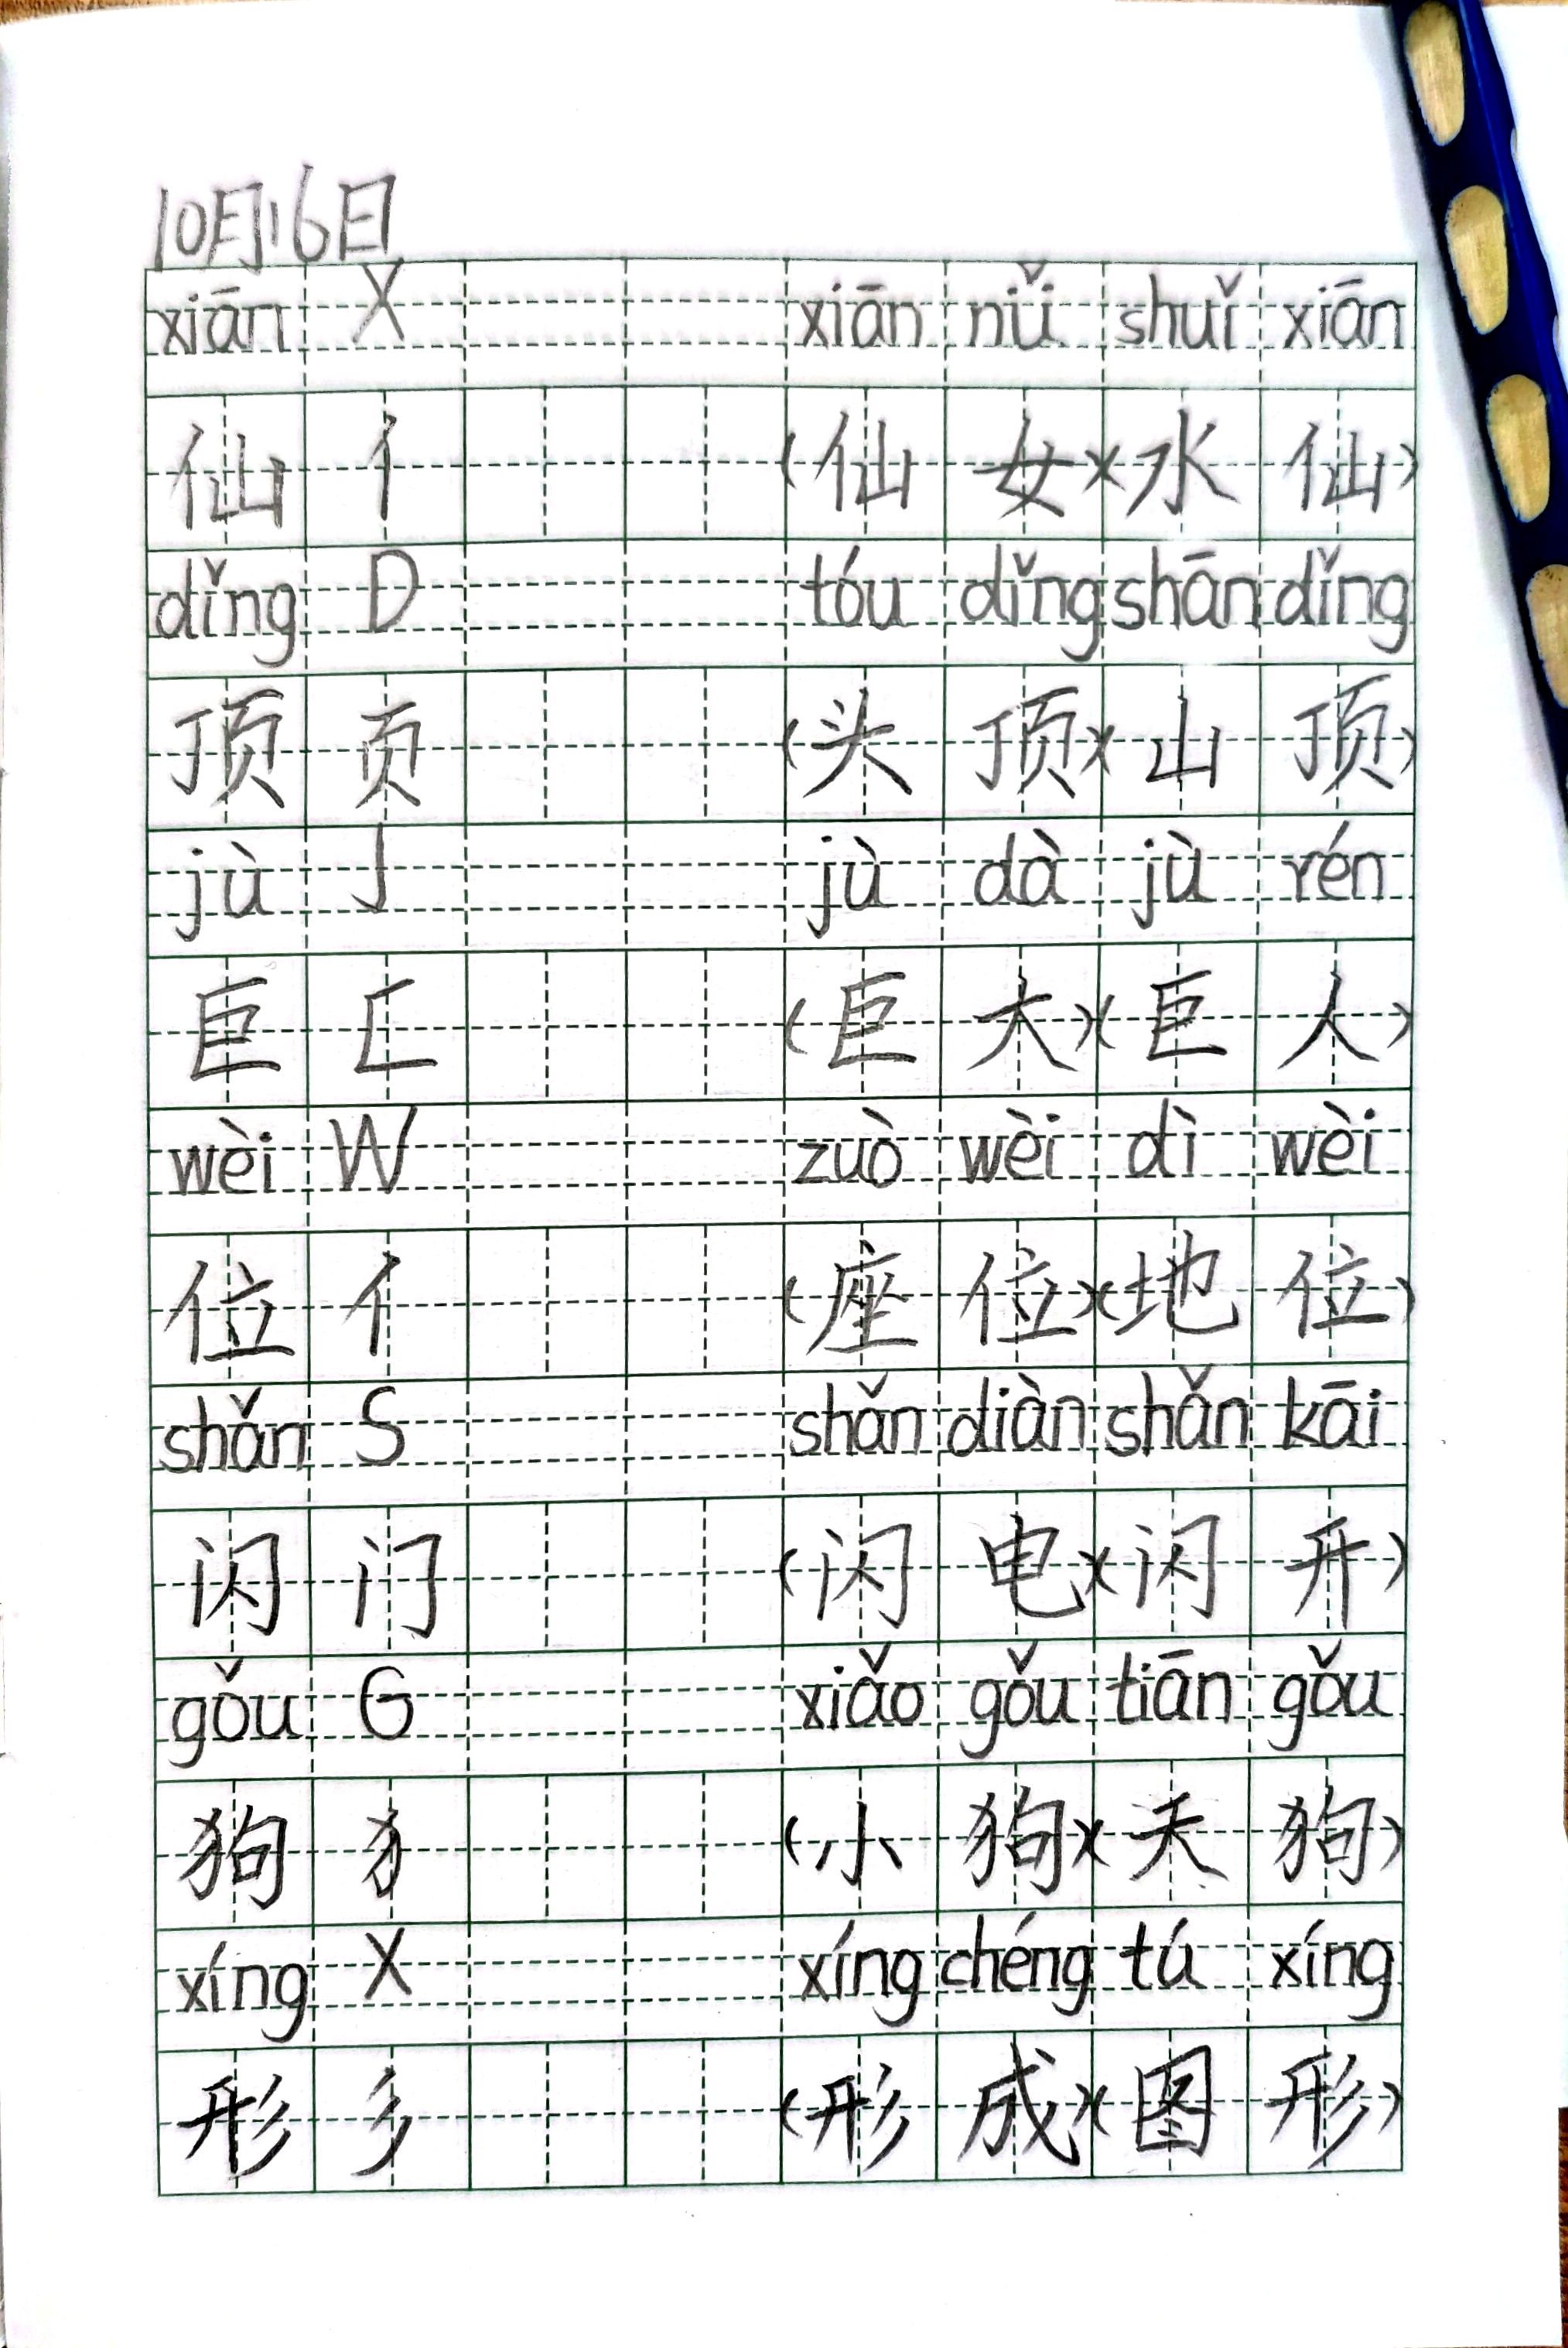 10月16日
xiān X xiān nǚ shuǐ xiān
仙 亻 (仙 女)(水 仙)
dǐng D tóu dǐng shān dǐng
顶 页 (头 顶)(山 顶)
jù J jù dà jù rén
巨 匚 (巨 大)(巨 人)
wèi W zuò wèi dì wèi
位 亻 (座 位)(地 位)
shǎn S shǎn diàn shǎn kāi
闪 门 (闪 电)(闪 开)
gǒu G xiǎo gǒu tiān gǒu
狗 犭 (小 狗)(天 狗)
xíng X xíng chéng tú xíng
形 彡 (形 成)(图 形)